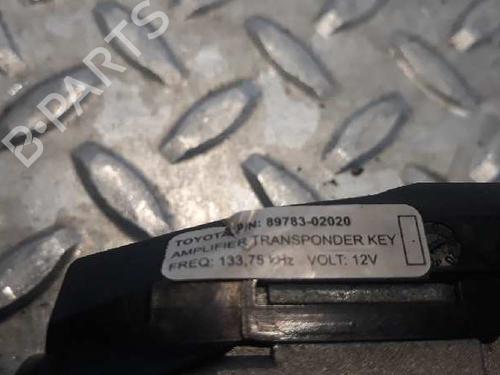 B-PARTS
TOYOTA P/N: 89783-02020
AMPLIFIER TRANSPONDER KEY
FREQ: 133,75 kHz VOLT: 12V